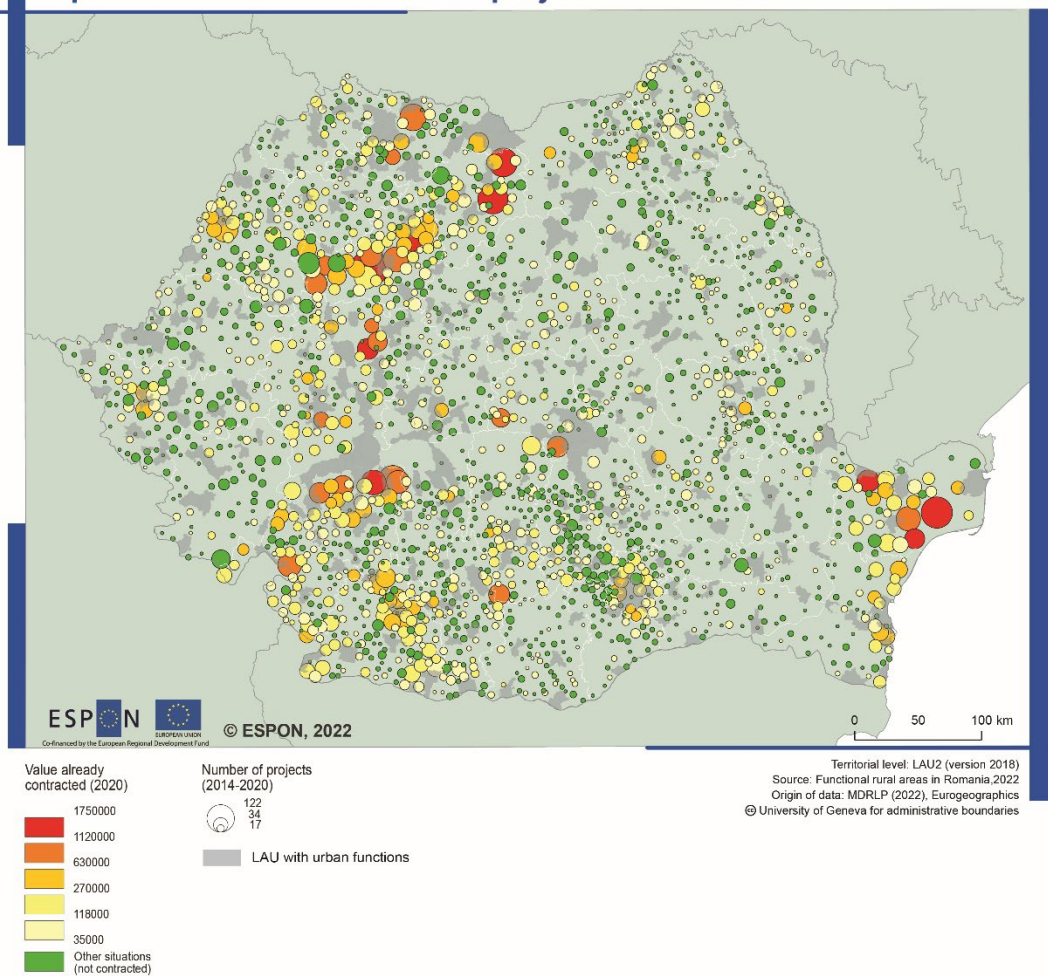 ESPON
EUROPEAN UNION
Co-financed by the European Regional Development Fund
© ESPON, 2022
0 50 100 km
Value already
contracted (2020)
1750000
1120000
630000
270000
118000
35000
Other situations
(not contracted)
Number of projects
(2014-2020)
122
34
17
LAU with urban functions
Territorial level: LAU2 (version 2018)
Source: Functional rural areas in Romania,2022
Origin of data: MDRLP (2022), Eurogeographics
University of Geneva for administrative boundaries